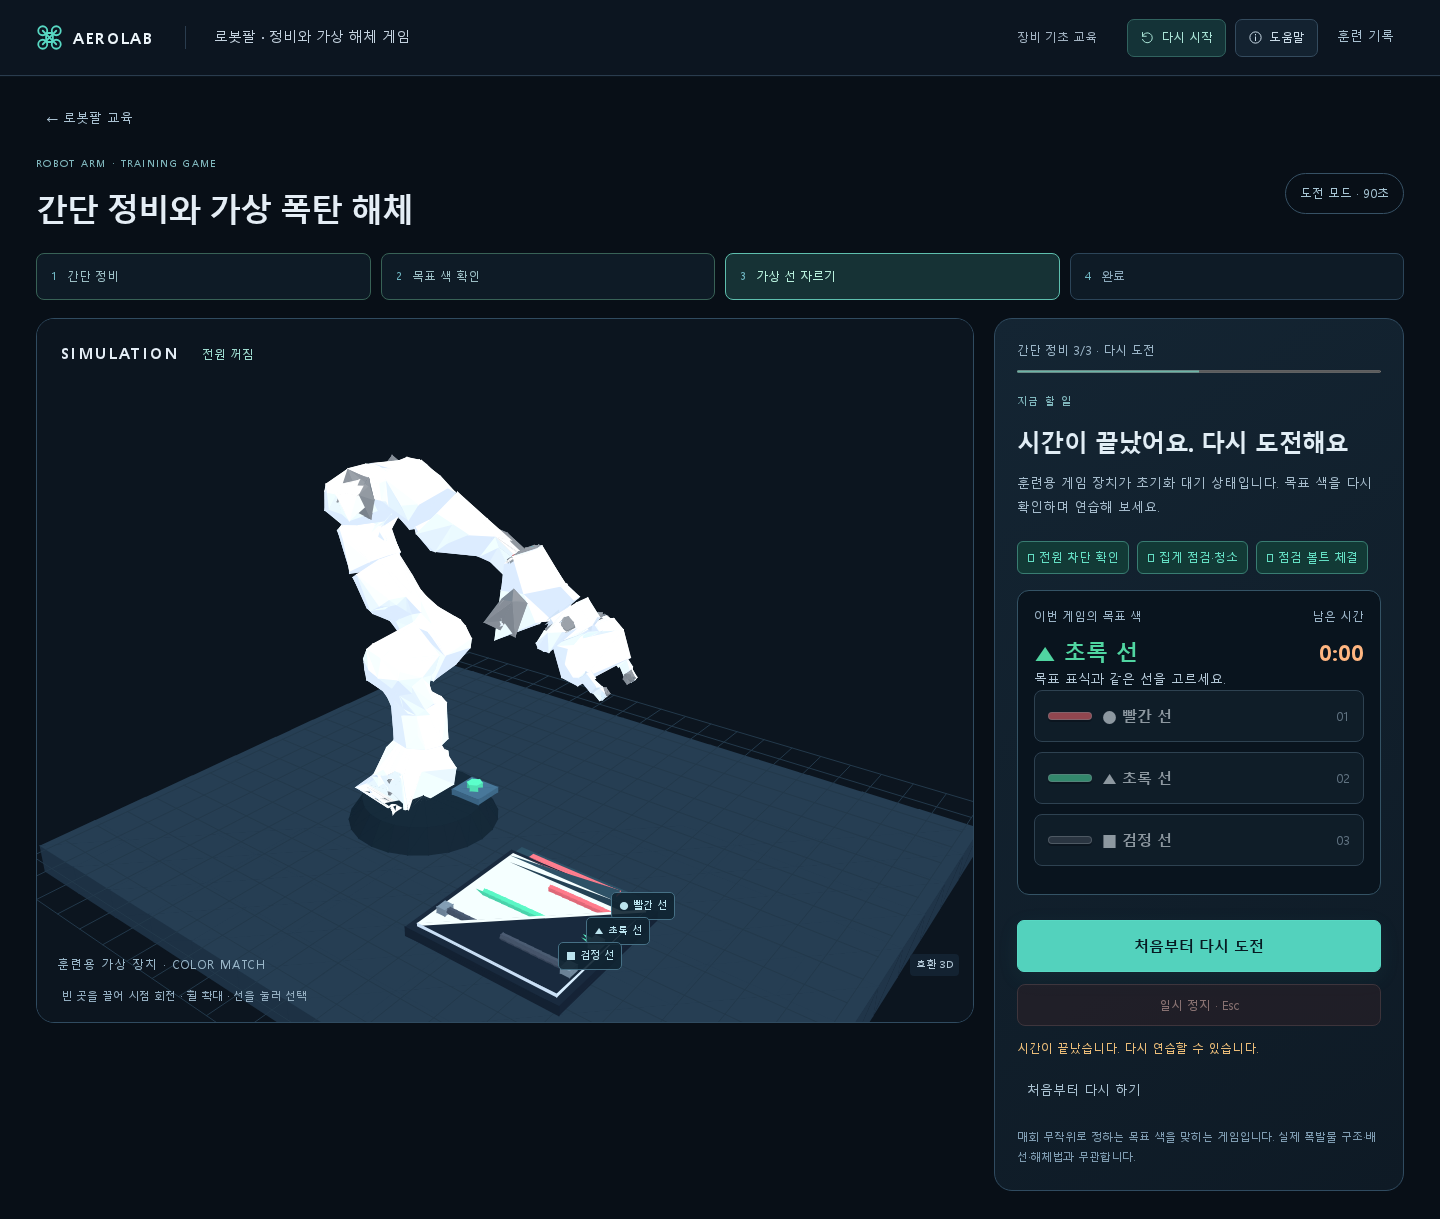 AEROLAB
로봇팔 · 정비와 가상 해체 게임
장비 기초 교육
다시 시작
도움말
훈련 기록
← 로봇팔 교육
ROBOT ARM · TRAINING GAME
간단 정비와 가상 폭탄 해체
도전 모드 · 90초
1 간단 정비
2 목표 색 확인
3 가상 선 자르기
4 완료
SIMULATION 전원 꺼짐
● 빨간 선
▲ 초록 선
■ 검정 선
훈련용 가상 장치 · COLOR MATCH
호환 3D
빈 곳을 끌어 시점 회전 · 휠 확대 · 선을 눌러 선택
간단 정비 3/3 · 다시 도전
지금 할 일
시간이 끝났어요. 다시 도전해요
훈련용 게임 장치가 초기화 대기 상태입니다. 목표 색을 다시
확인하며 연습해 보세요.
전원 차단 확인
집게 점검·청소
점검 볼트 체결
이번 게임의 목표 색
남은 시간
▲ 초록 선
0:00
목표 표식과 같은 선을 고르세요.
● 빨간 선 01
▲ 초록 선 02
■ 검정 선 03
처음부터 다시 도전
일시 정지 · Esc
시간이 끝났습니다. 다시 연습할 수 있습니다.
처음부터 다시 하기
매회 무작위로 정하는 목표 색을 맞히는 게임입니다. 실제 폭발물 구조·배
선·해체법과 무관합니다.